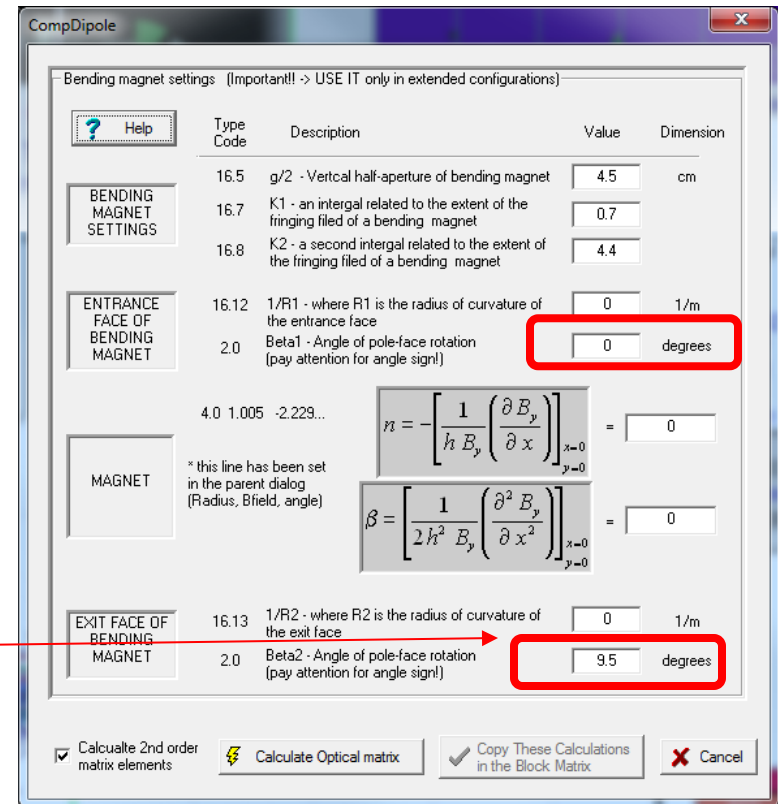 CompDipole
x
Bending magnet settings (Important!! -> USE IT only in extended configurations)
? Help
Type Code Description Value Dimension
BENDING MAGNET SETTINGS
16.5 g/2 - Vertcal half-aperture of bending magnet 4.5 cm
16.7 K1 - an intergal related to the extent of the fringing filed of a bending magnet 0.7
16.8 K2 - a second intergal related to the extent of the fringing filed of a bending magnet 4.4
ENTRANCE FACE OF BENDING MAGNET
16.12 1/R1 - where R1 is the radius of curvature of the entrance face 0 1/m
2.0 Beta1 - Angle of pole-face rotation (pay attention for angle sign!) 0 degrees
MAGNET
4.0 1.005 -2.229...
* this line has been set in the parent dialog (Radius, Bfield, angle)
n = -[1/(h B_y) (∂B_y/∂x)]_{x=0 y=0} = 0
β = [1/(2h² B_y) (∂²B_y/∂x²)]_{x=0 y=0} = 0
EXIT FACE OF BENDING MAGNET
16.13 1/R2 - where R2 is the radius of curvature of the exit face 0 1/m
2.0 Beta2 - Angle of pole-face rotation (pay attention for angle sign!) 9.5 degrees
Calcualte 2nd order matrix elements
Calculate Optical matrix
Copy These Calculations in the Block Matrix
Cancel